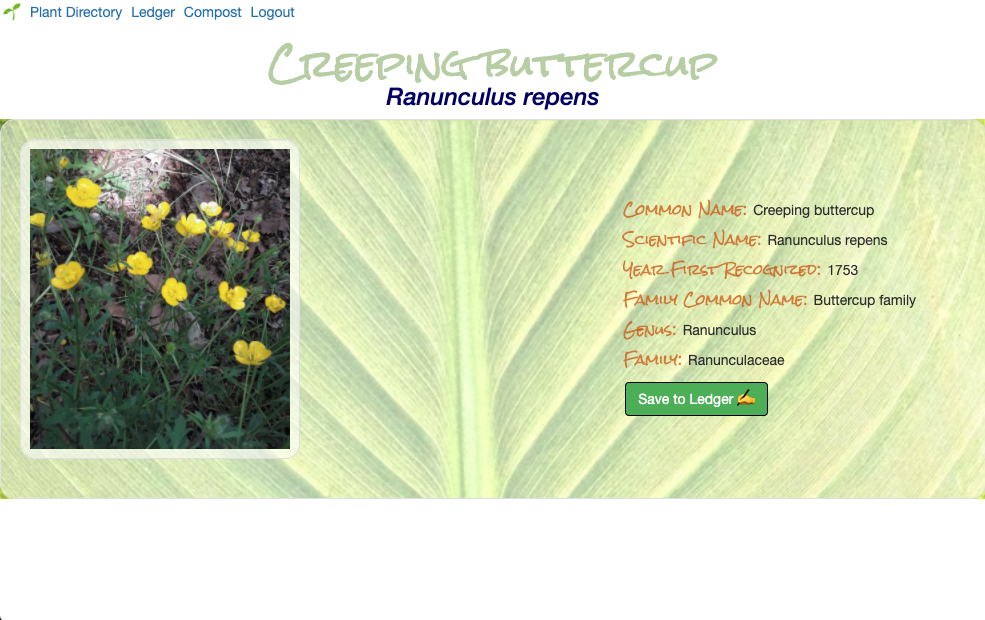 Plant Directory Ledger Compost Logout
Creeping buttercup
Ranunculus repens
Common Name: Creeping buttercup
Scientific Name: Ranunculus repens
Year First Recognized: 1753
Family Common Name: Buttercup family
Genus: Ranunculus
Family: Ranunculaceae
Save to Ledger ✍️